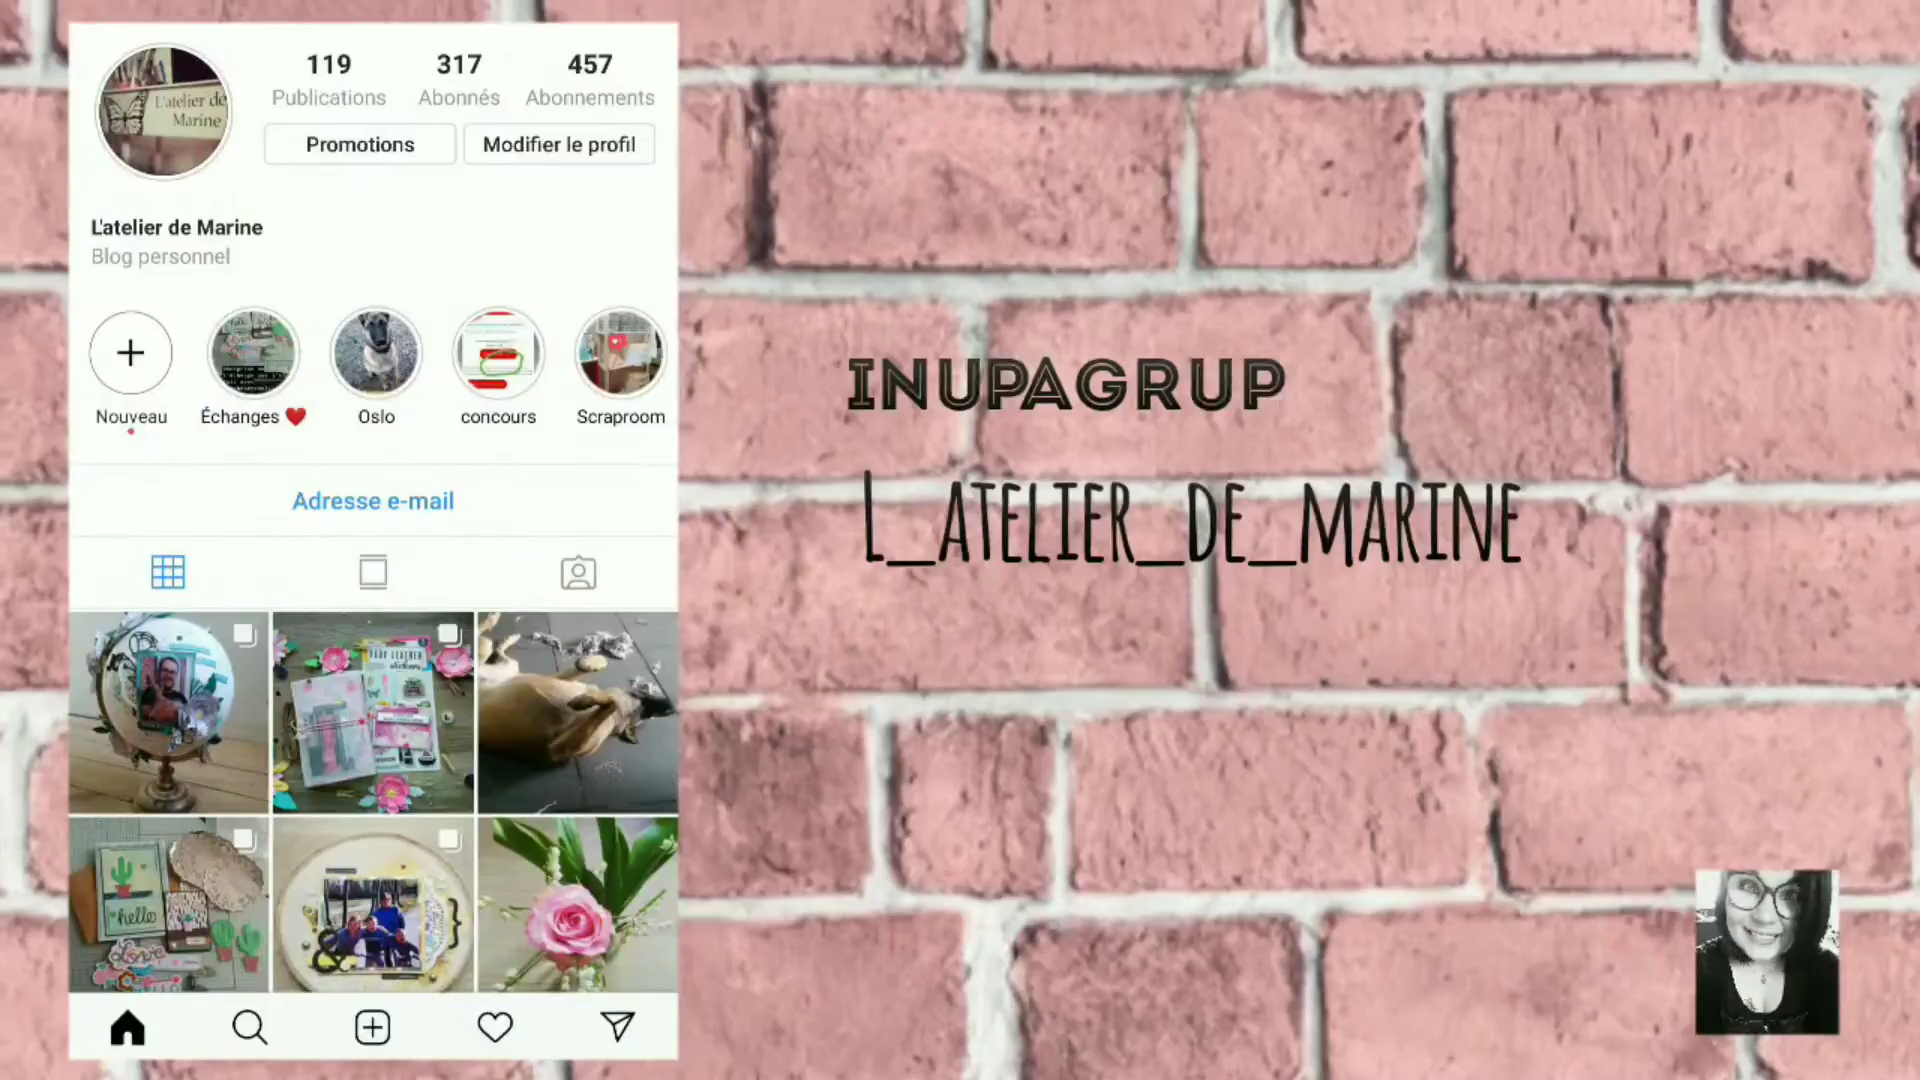 119 317 457
Publications Abonnés Abonnements
L'atelier de
Marine
Promotions Modifier le profil
L'atelier de Marine
Blog personnel
Nouveau Échanges ❤️ Oslo concours Scraproom
Adresse e-mail
INUPAGRUP
L_ATELIER_DE_MARINE
hello
Love